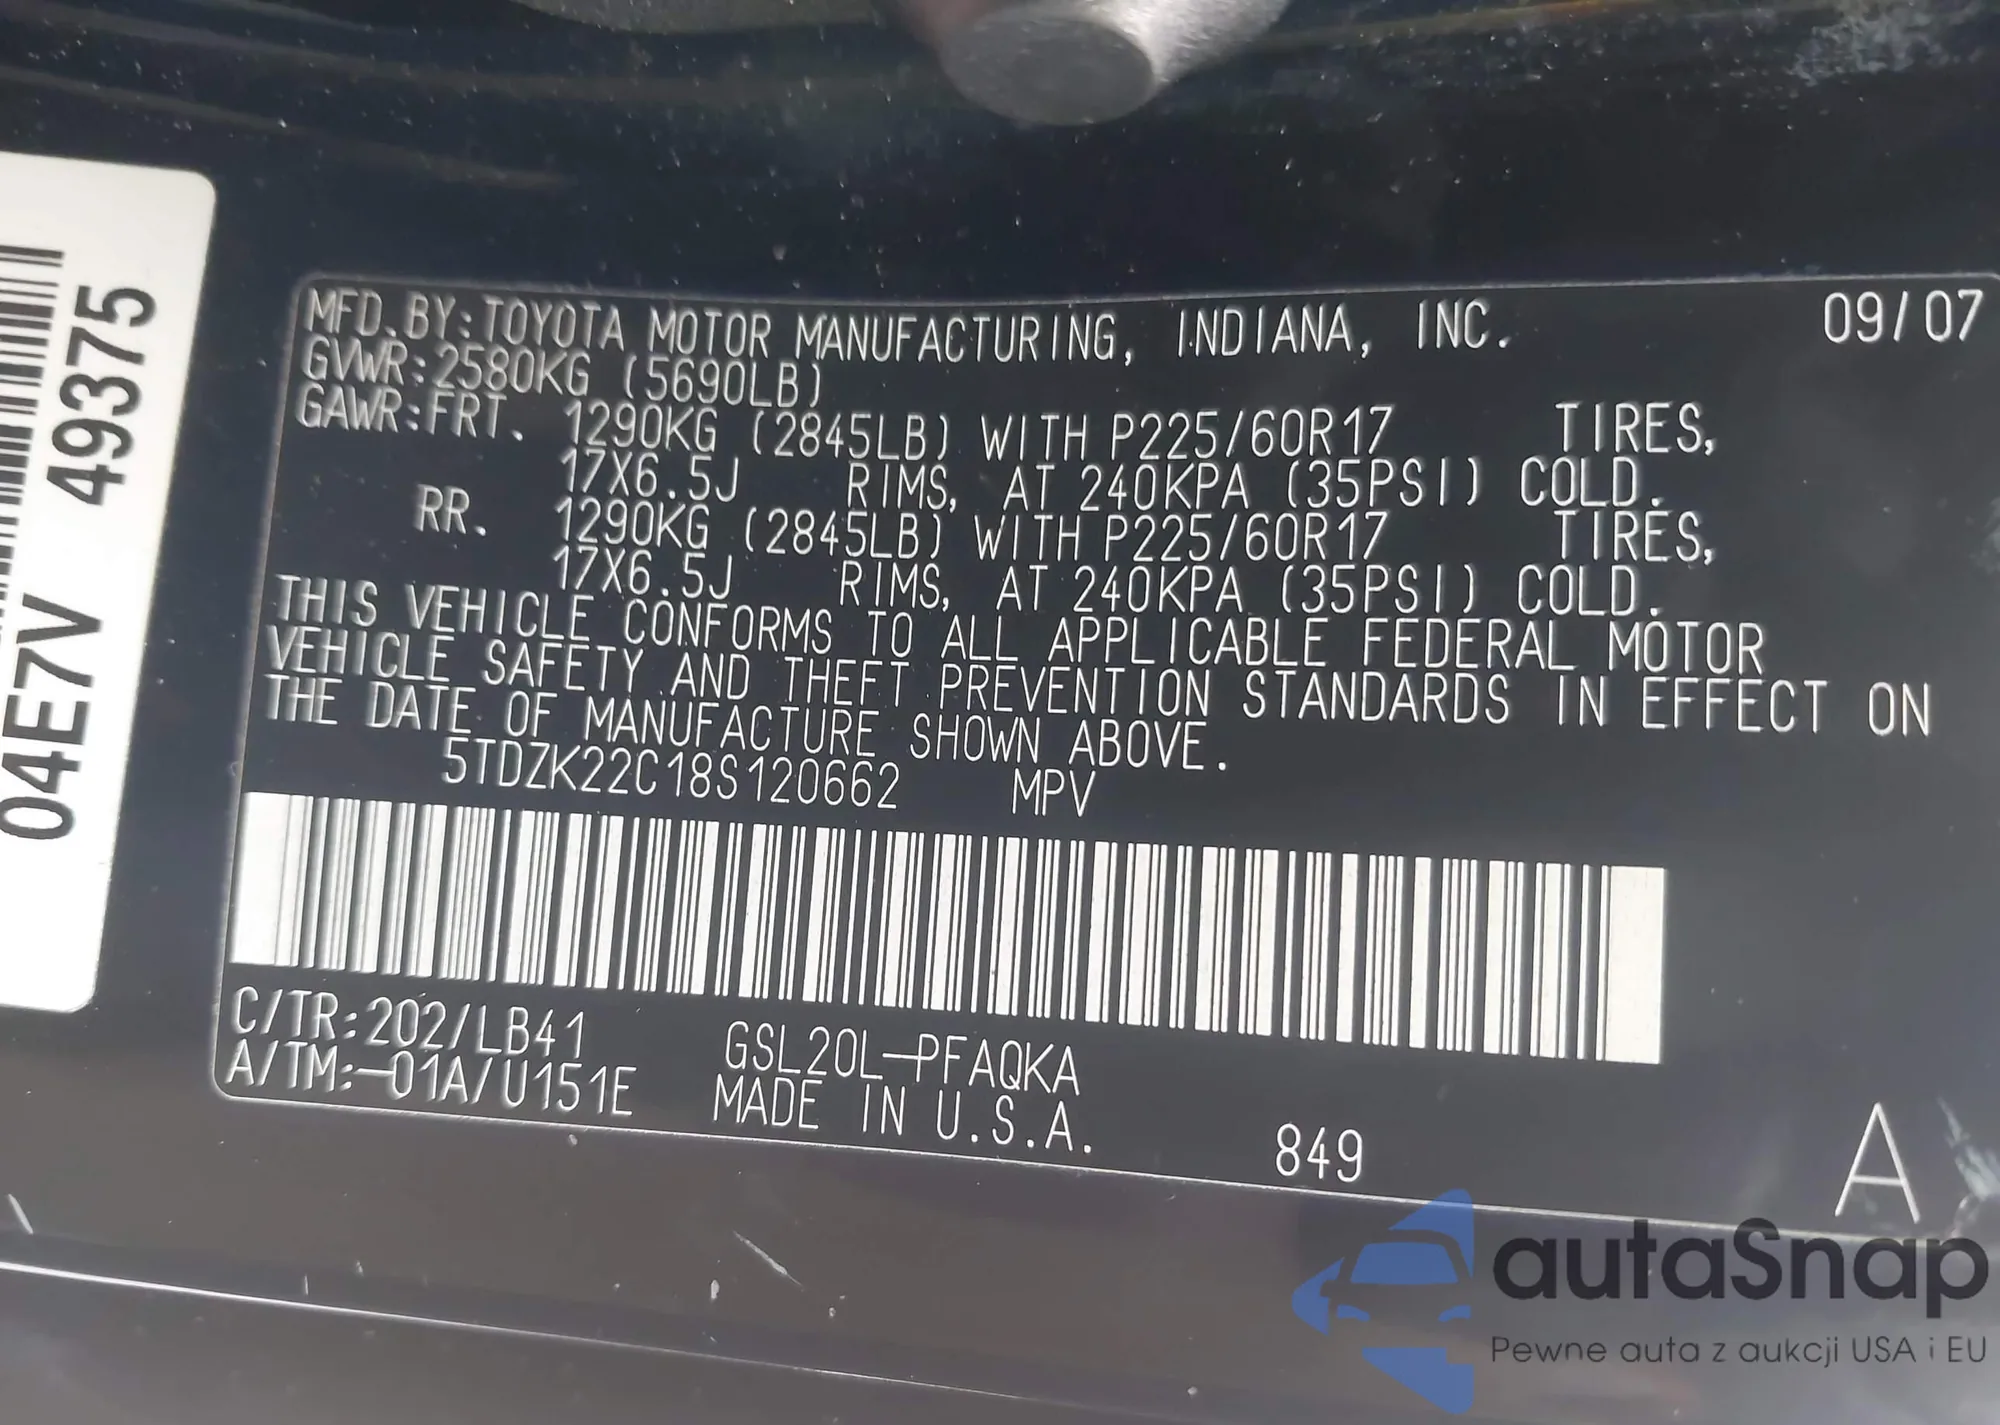 04E7V 49375
MFD.BY:TOYOTA MOTOR MANUFACTURING, INDIANA, INC. 09/07
GVWR:2580KG (5690LB)
GAWR:FRT. 1290KG (2845LB) WITH P225/60R17 TIRES,
17X6.5J RIMS, AT 240KPA (35PSI) COLD.
RR. 1290KG (2845LB) WITH P225/60R17 TIRES,
17X6.5J RIMS, AT 240KPA (35PSI) COLD.
THIS VEHICLE CONFORMS TO ALL APPLICABLE FEDERAL MOTOR
VEHICLE SAFETY AND THEFT PREVENTION STANDARDS IN EFFECT ON
THE DATE OF MANUFACTURE SHOWN ABOVE.
5TDZK22C18S120662 MPV
C/TR:202/LB41 GSL20L-PFAQKA
A/TM:-01A/U151E MADE IN U.S.A.
849
A
autaSnap
Pewne auta z aukcji USA i EU